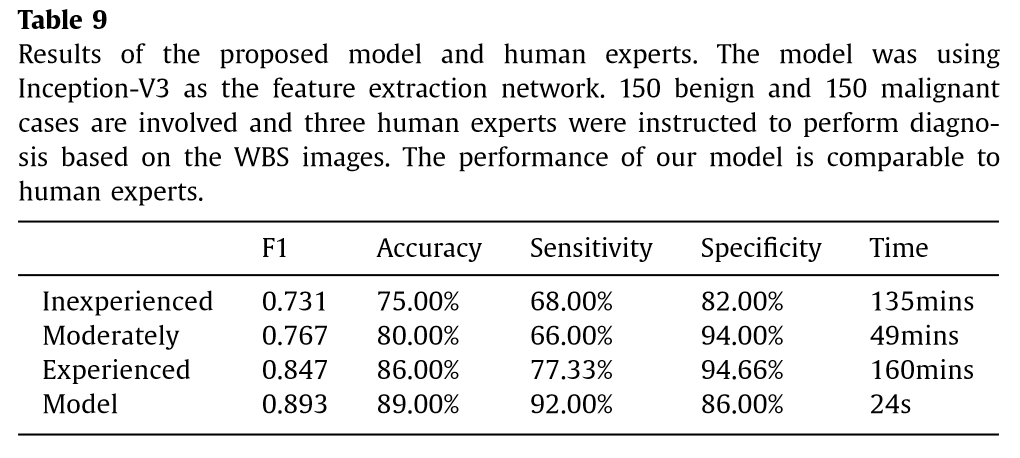 Table 9
Results of the proposed model and human experts. The model was using
Inception-V3 as the feature extraction network. 150 benign and 150 malignant
cases are involved and three human experts were instructed to perform diagno-
sis based on the WBS images. The performance of our model is comparable to
human experts.
F1 Accuracy Sensitivity Specificity Time
Inexperienced 0.731 75.00% 68.00% 82.00% 135mins
Moderately 0.767 80.00% 66.00% 94.00% 49mins
Experienced 0.847 86.00% 77.33% 94.66% 160mins
Model 0.893 89.00% 92.00% 86.00% 24s